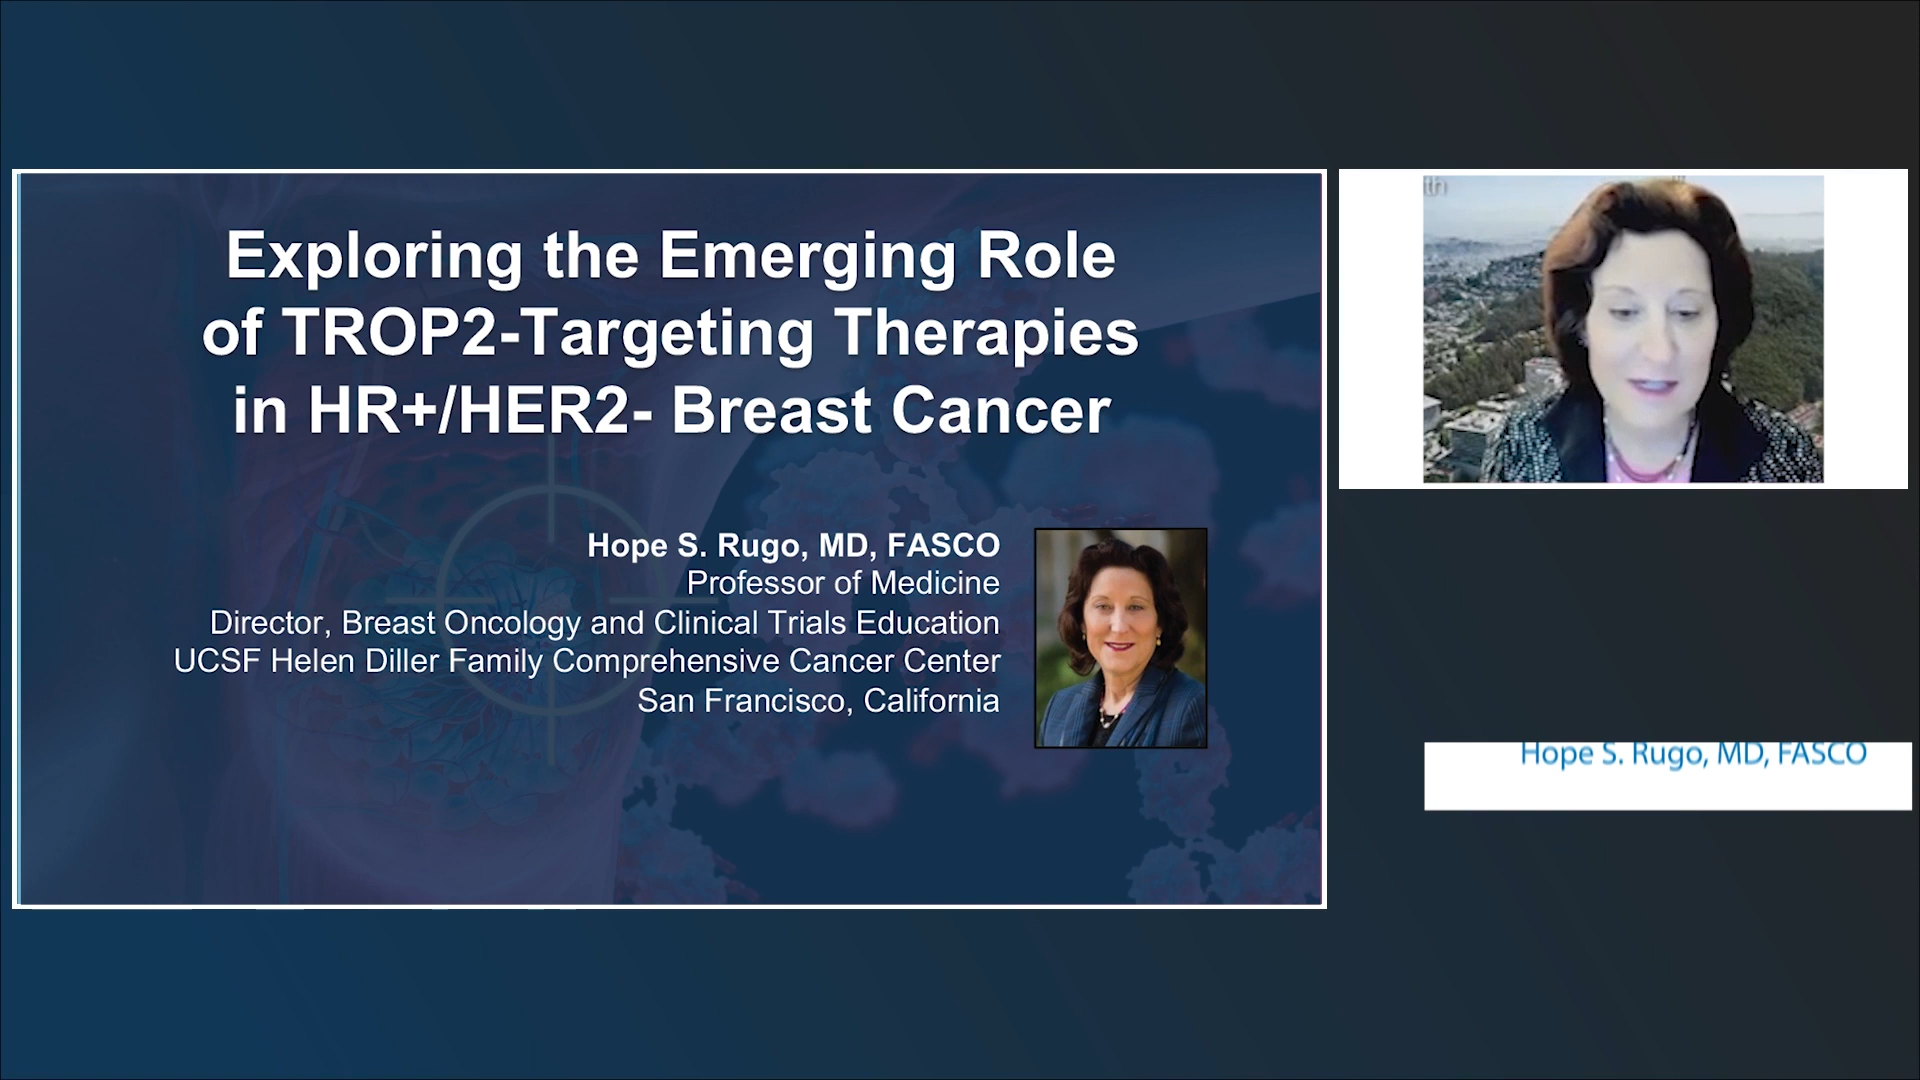 Exploring the Emerging Role
of TROP2-Targeting Therapies
in HR+/HER2- Breast Cancer
Hope S. Rugo, MD, FASCO
Professor of Medicine
Director, Breast Oncology and Clinical Trials Education
UCSF Helen Diller Family Comprehensive Cancer Center
San Francisco, California
th
Hope S. Rugo, MD, FASCO